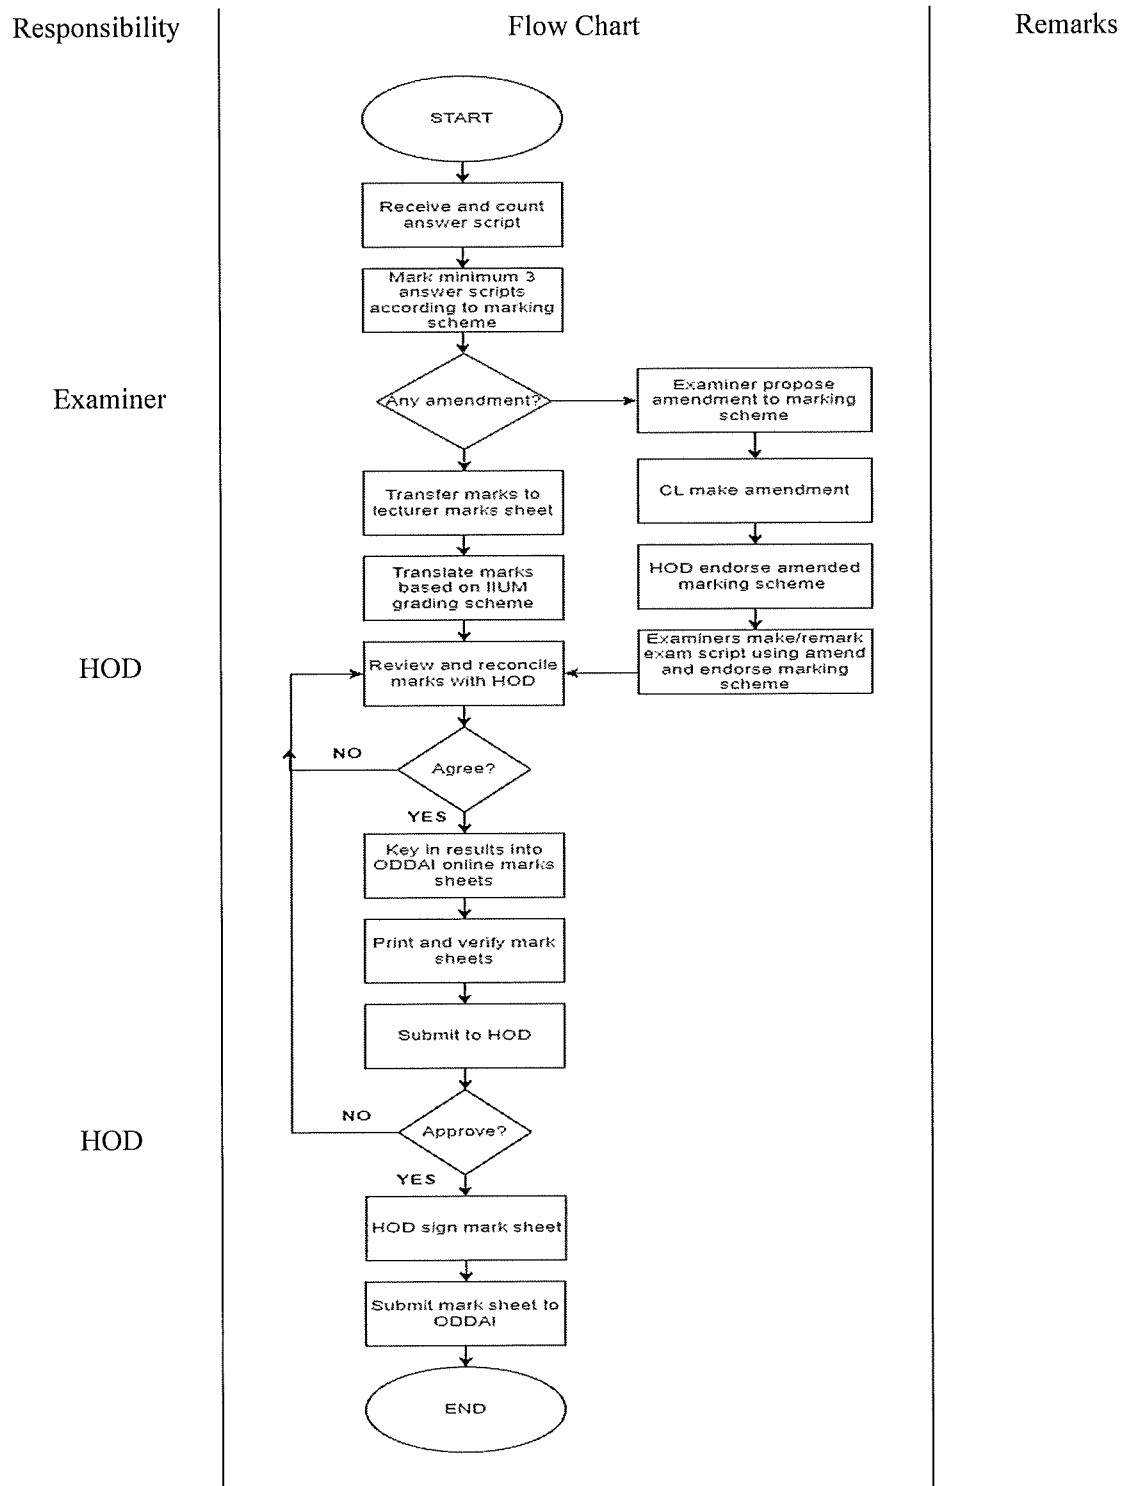 Responsibility
Flow Chart
Remarks
START
Receive and count
answer script
Mark minimum 3
answer scripts
according to marking
scheme
Examiner
Any amendment?
Examiner propose
amendment to marking
scheme
Transfer marks to
lecturer marks sheet
CL make amendment
Translate marks
based on IIUM
grading scheme
HOD endorse amended
marking scheme
HOD
Review and reconcile
marks with HOD
Examiners make/remark
exam script using amend
and endorse marking
scheme
NO
Agree?
YES
Key in results into
ODDAI online marks
sheets
Print and verify mark
sheets
Submit to HOD
HOD
NO
Approve?
YES
HOD sign mark sheet
Submit mark sheet to
ODDAI
END